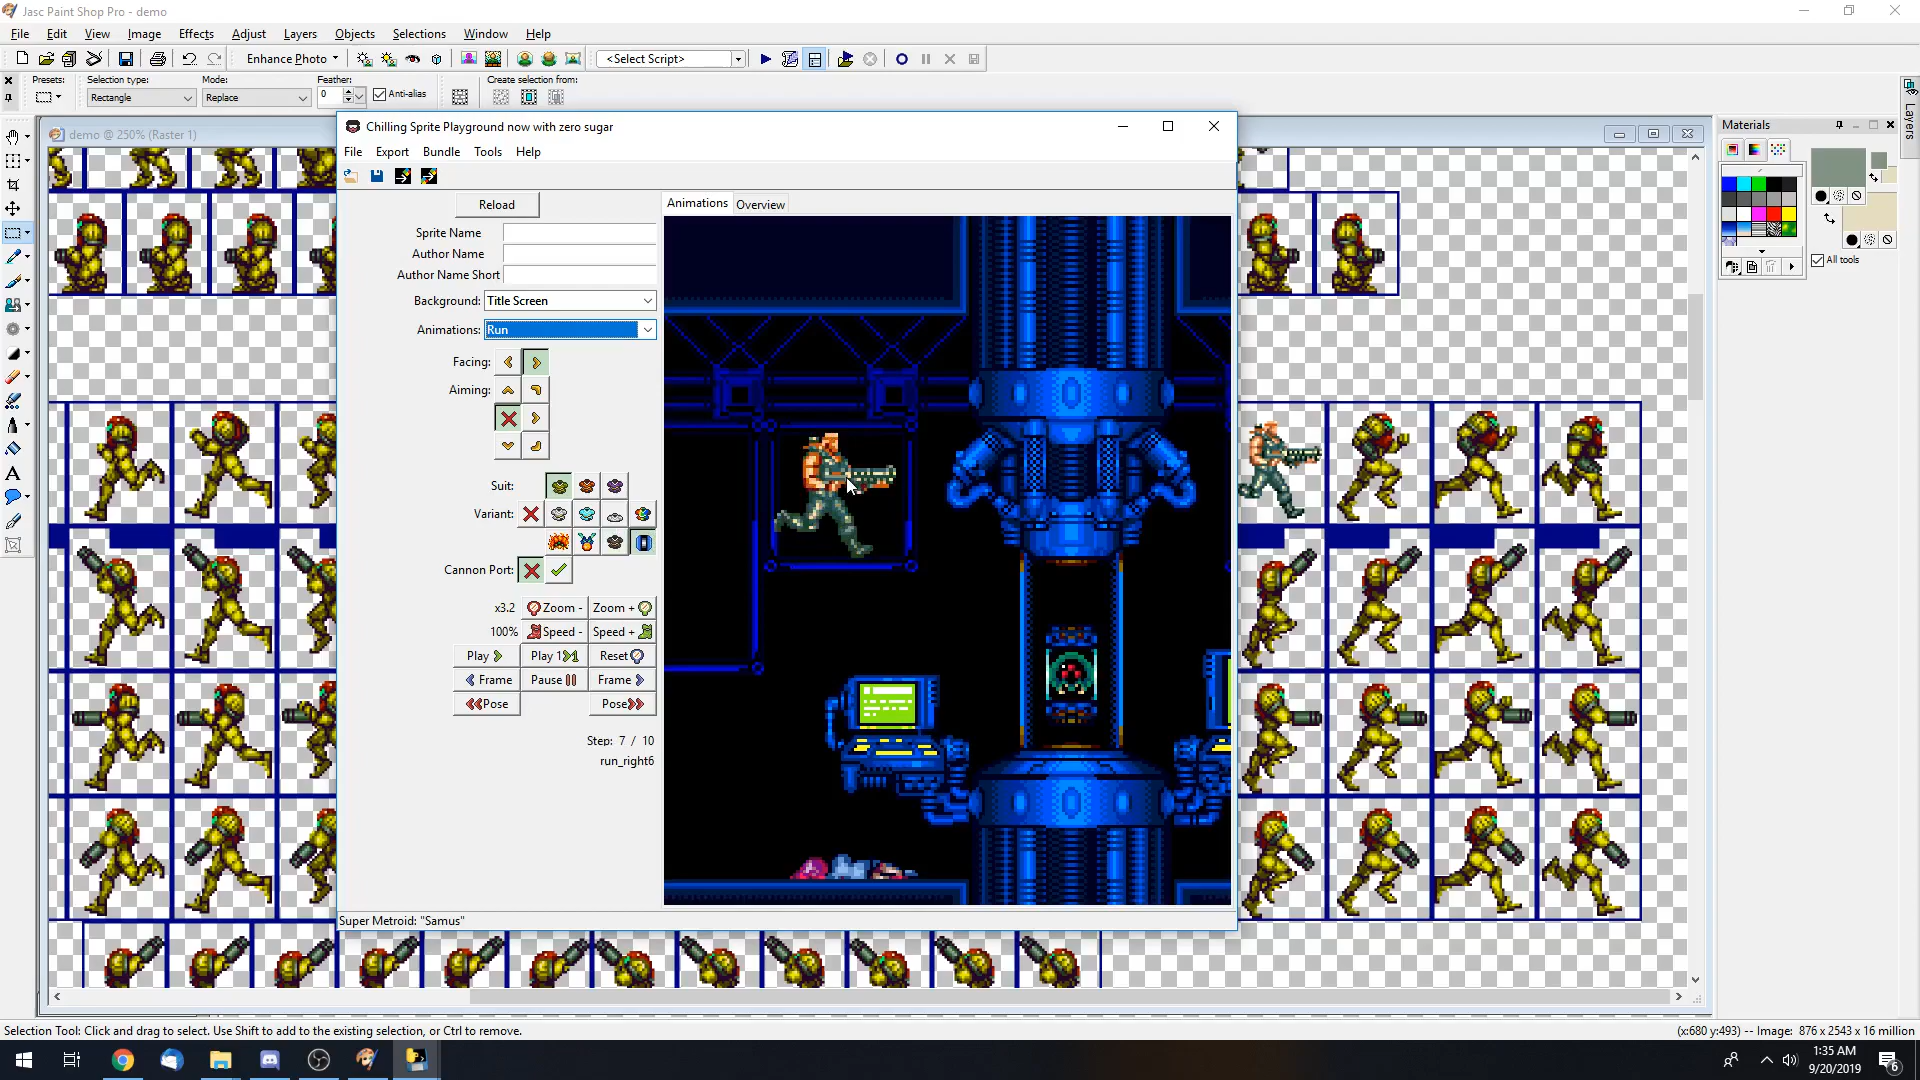 Jasc Paint Shop Pro - demo
File Edit View Image Effects Adjust Layers Objects Selections Window Help
Enhance Photo
<Select Script>
Presets:
Selection type:
Mode:
Feather:
Create selection from:
Rectangle
Replace
0
Anti-alias
demo @ 250% (Raster 1)
Chilling Sprite Playground now with zero sugar
File Export Bundle Tools Help
Reload
Animations
Overview
Sprite Name
Author Name
Author Name Short
Background: Title Screen
Animations: Run
Facing:
Aiming:
Suit:
Variant:
Cannon Port:
x3.2 Zoom - Zoom +
100% Speed - Speed +
Play Play 1 Reset
Frame Pause Frame
Pose Pose
Step: 7 / 10
run_right6
Super Metroid: "Samus"
Materials
All tools
Layers
Selection Tool: Click and drag to select. Use Shift to add to the existing selection, or Ctrl to remove.
(x:680 y:493) -- Image: 876 x 2543 x 16 million
1:35 AM
9/20/2019
6